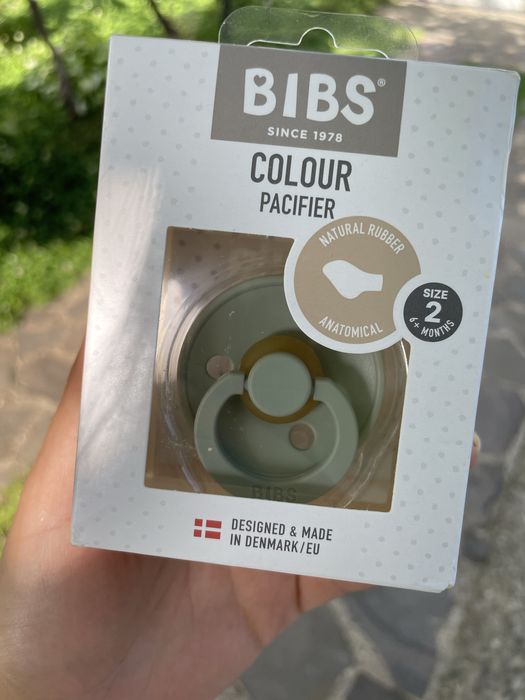 BIBS®
SINCE 1978
COLOUR
PACIFIER
NATURAL RUBBER
ANATOMICAL
SIZE
2
6+ MONTHS
BIBS
DESIGNED & MADE
IN DENMARK/EU